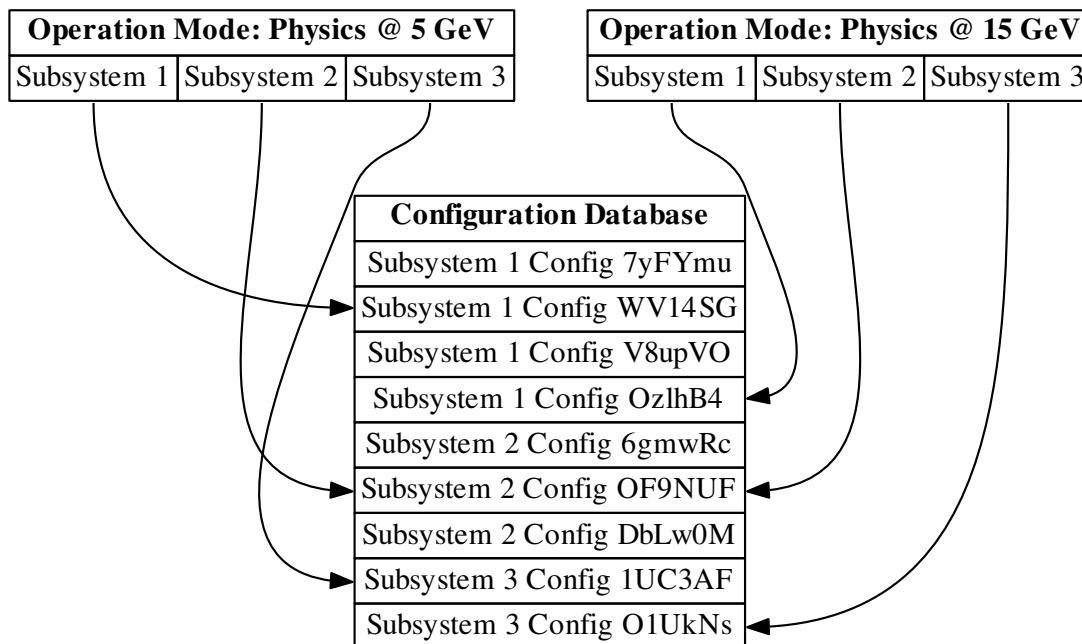 Operation Mode: Physics @ 5 GeV
Subsystem 1 Subsystem 2 Subsystem 3
Operation Mode: Physics @ 15 GeV
Subsystem 1 Subsystem 2 Subsystem 3
Configuration Database
Subsystem 1 Config 7yFYmu
Subsystem 1 Config WV14SG
Subsystem 1 Config V8upVO
Subsystem 1 Config OzlhB4
Subsystem 2 Config 6gmwRc
Subsystem 2 Config OF9NUF
Subsystem 2 Config DbLw0M
Subsystem 3 Config 1UC3AF
Subsystem 3 Config O1UkNs